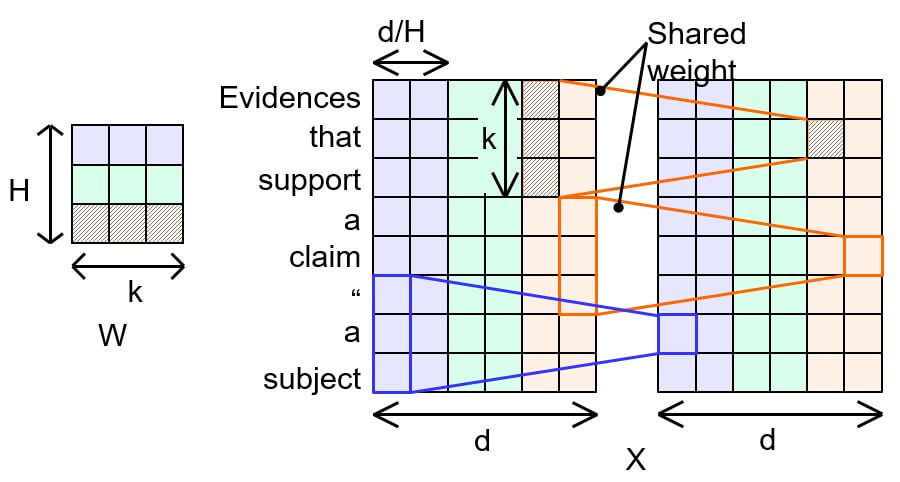 d/H
Shared
weight
Evidences
that
k
support
H
a
claim
k
“
W
a
subject
d
d
X